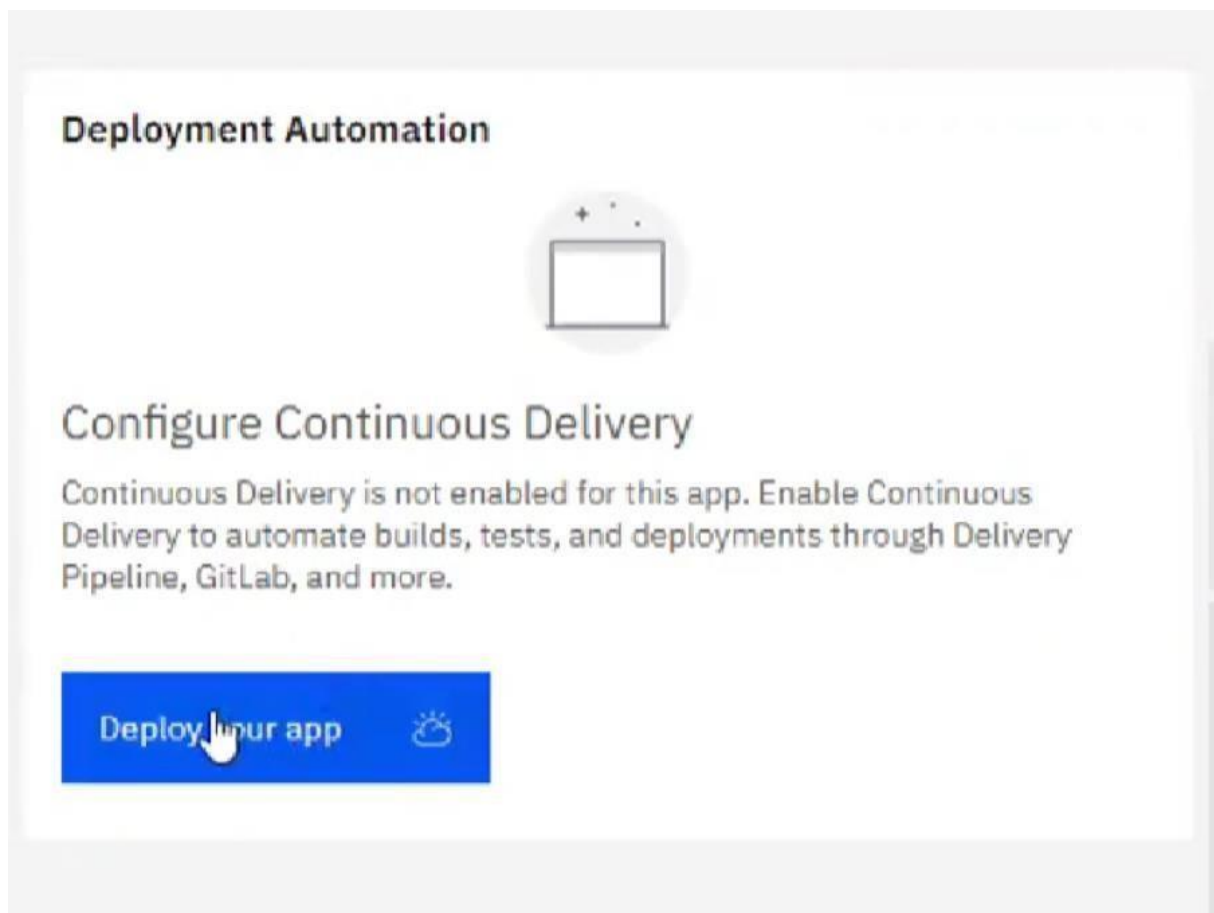 Deployment Automation
Configure Continuous Delivery
Continuous Delivery is not enabled for this app. Enable Continuous
Delivery to automate builds, tests, and deployments through Delivery
Pipeline, GitLab, and more.
Deploy your app